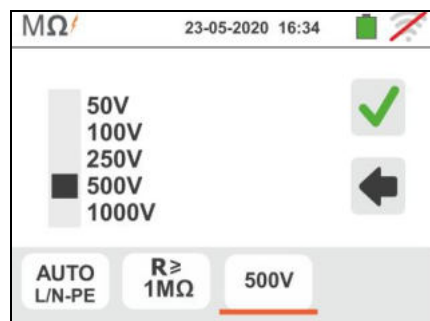 MΩ 23-05-2020 16:34
50V
100V
250V
500V
1000V
AUTO L/N-PE
R≥ 1MΩ
500V